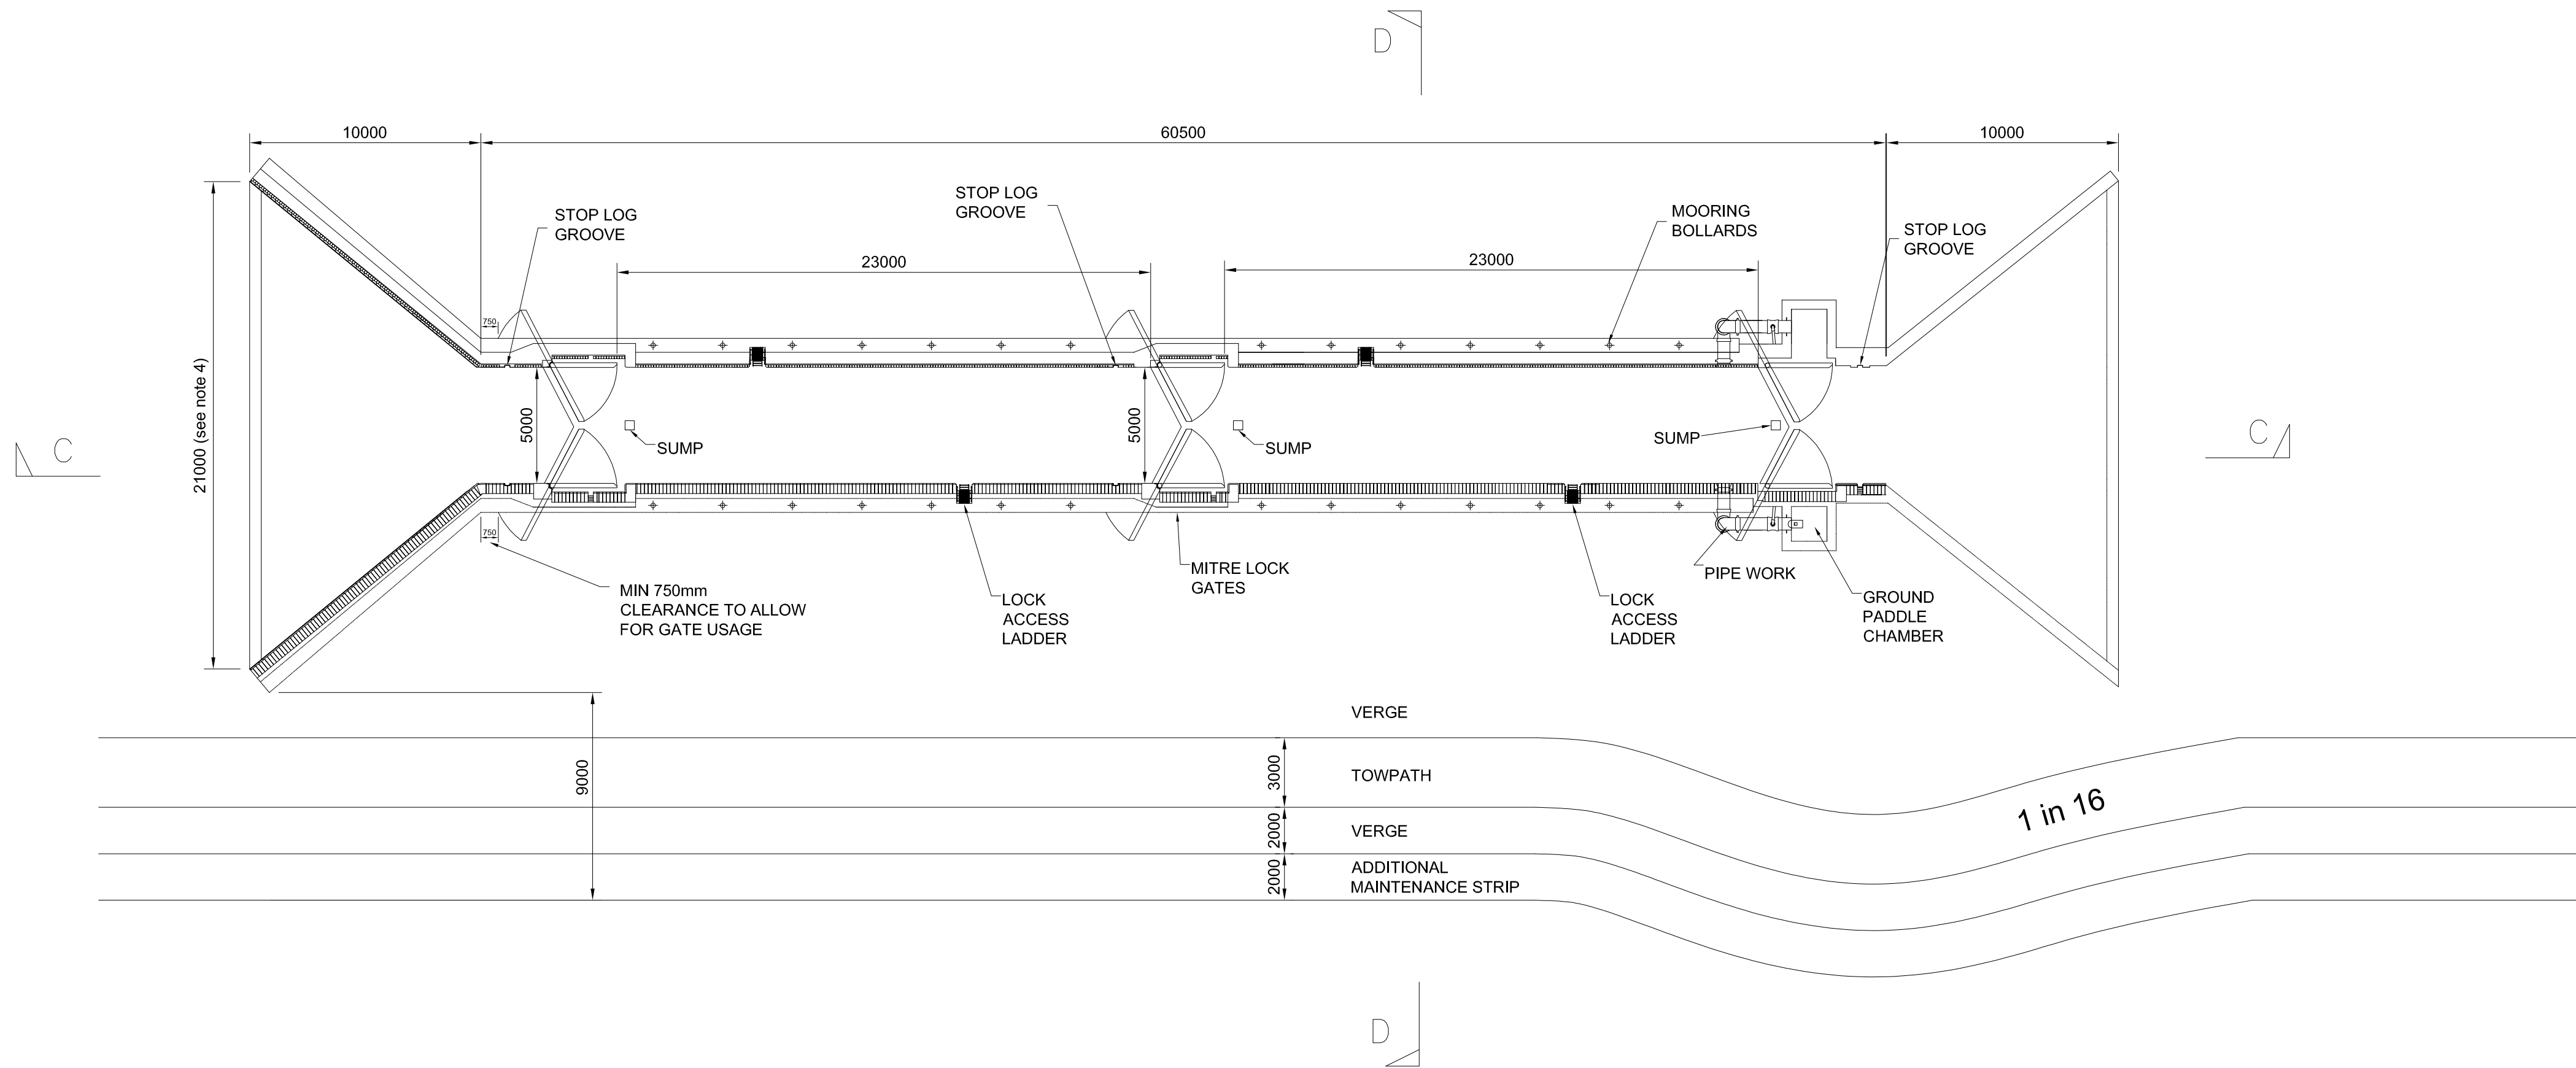 D
10000
60500
10000
STOP LOG
GROOVE
STOP LOG
GROOVE
MOORING
BOLLARDS
STOP LOG
GROOVE
23000
23000
750
21000 (see note 4)
5000
5000
SUMP
SUMP
SUMP
C
C
750
MIN 750mm
CLEARANCE TO ALLOW
FOR GATE USAGE
LOCK
ACCESS
LADDER
MITRE LOCK
GATES
LOCK
ACCESS
LADDER
PIPE WORK
GROUND
PADDLE
CHAMBER
VERGE
9000
3000
TOWPATH
1 in 16
2000
VERGE
2000
ADDITIONAL
MAINTENANCE STRIP
D